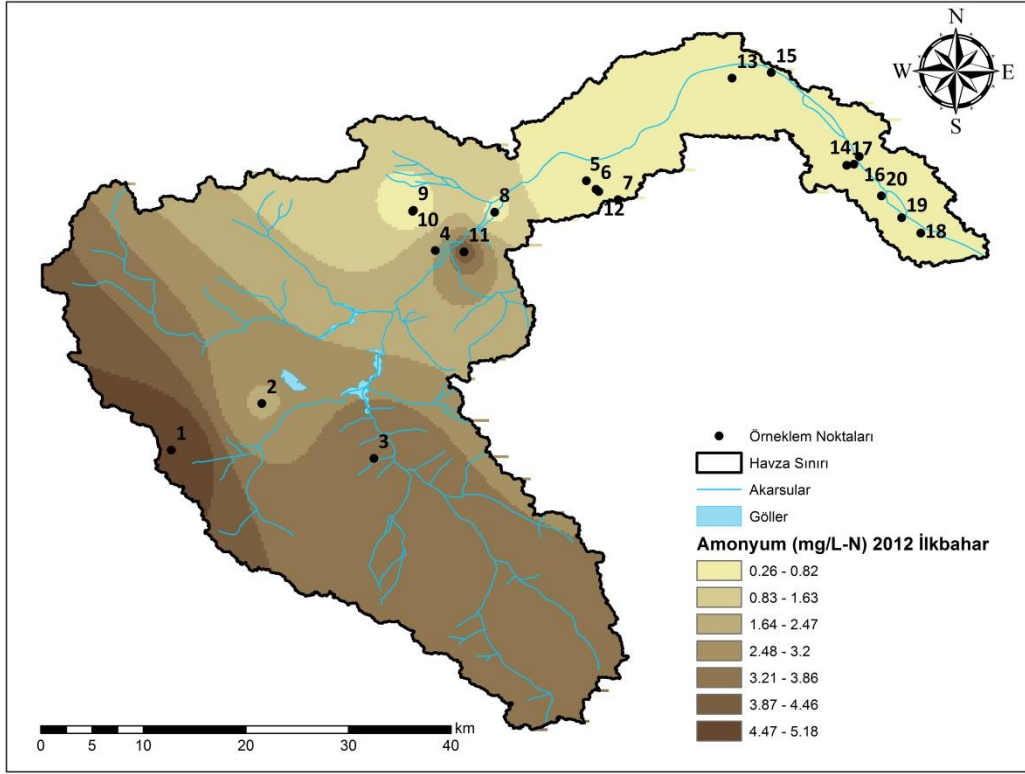 N
W E
S
13 15
14 17
16 20
19
18
5 6
7
12
8
9
10
4 11
2
1
3
Örneklem Noktaları
Havza Sınırı
Akarsular
Göller
Amonyum (mg/L-N) 2012 İlkbahar
0.26 - 0.82
0.83 - 1.63
1.64 - 2.47
2.48 - 3.2
3.21 - 3.86
3.87 - 4.46
4.47 - 5.18
km
0 5 10 20 30 40